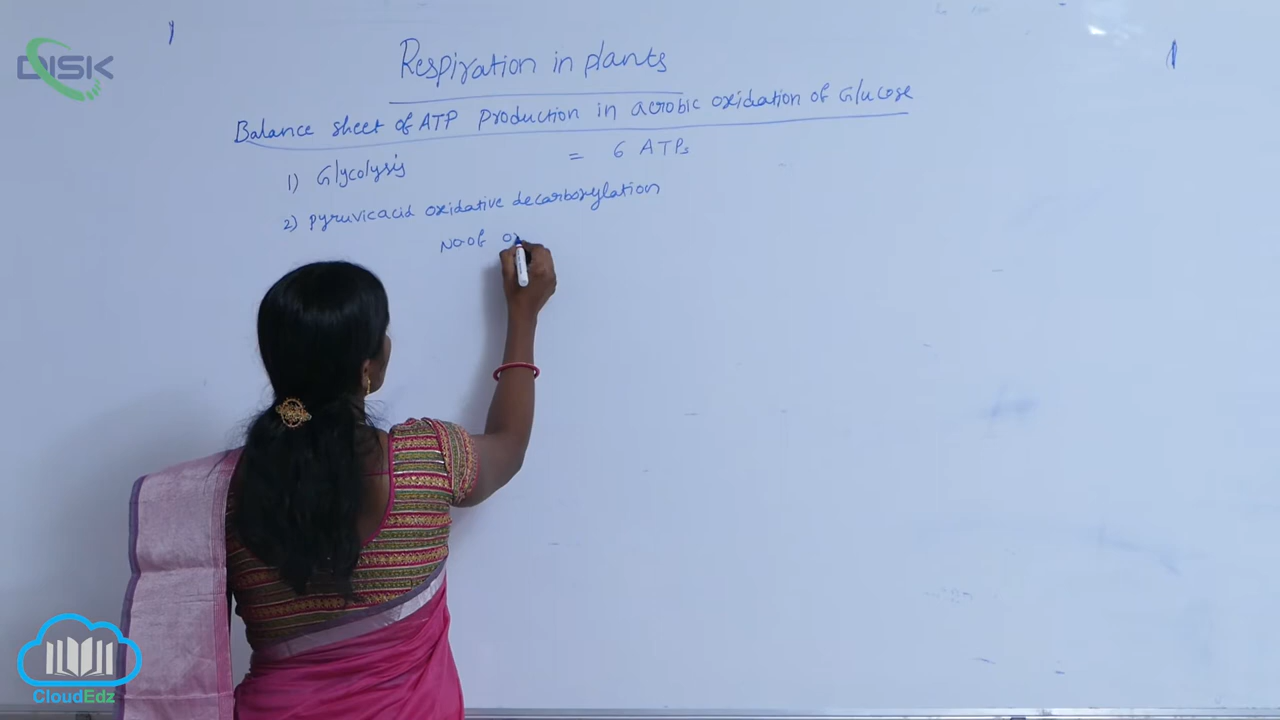 DISK
Respiration in plants
Balance sheet of ATP production in aerobic oxidation of Glucose
1) Glycolysis = 6 ATPs
2) pyruvicacid oxidative decarboxylation
No.of
CloudEdz